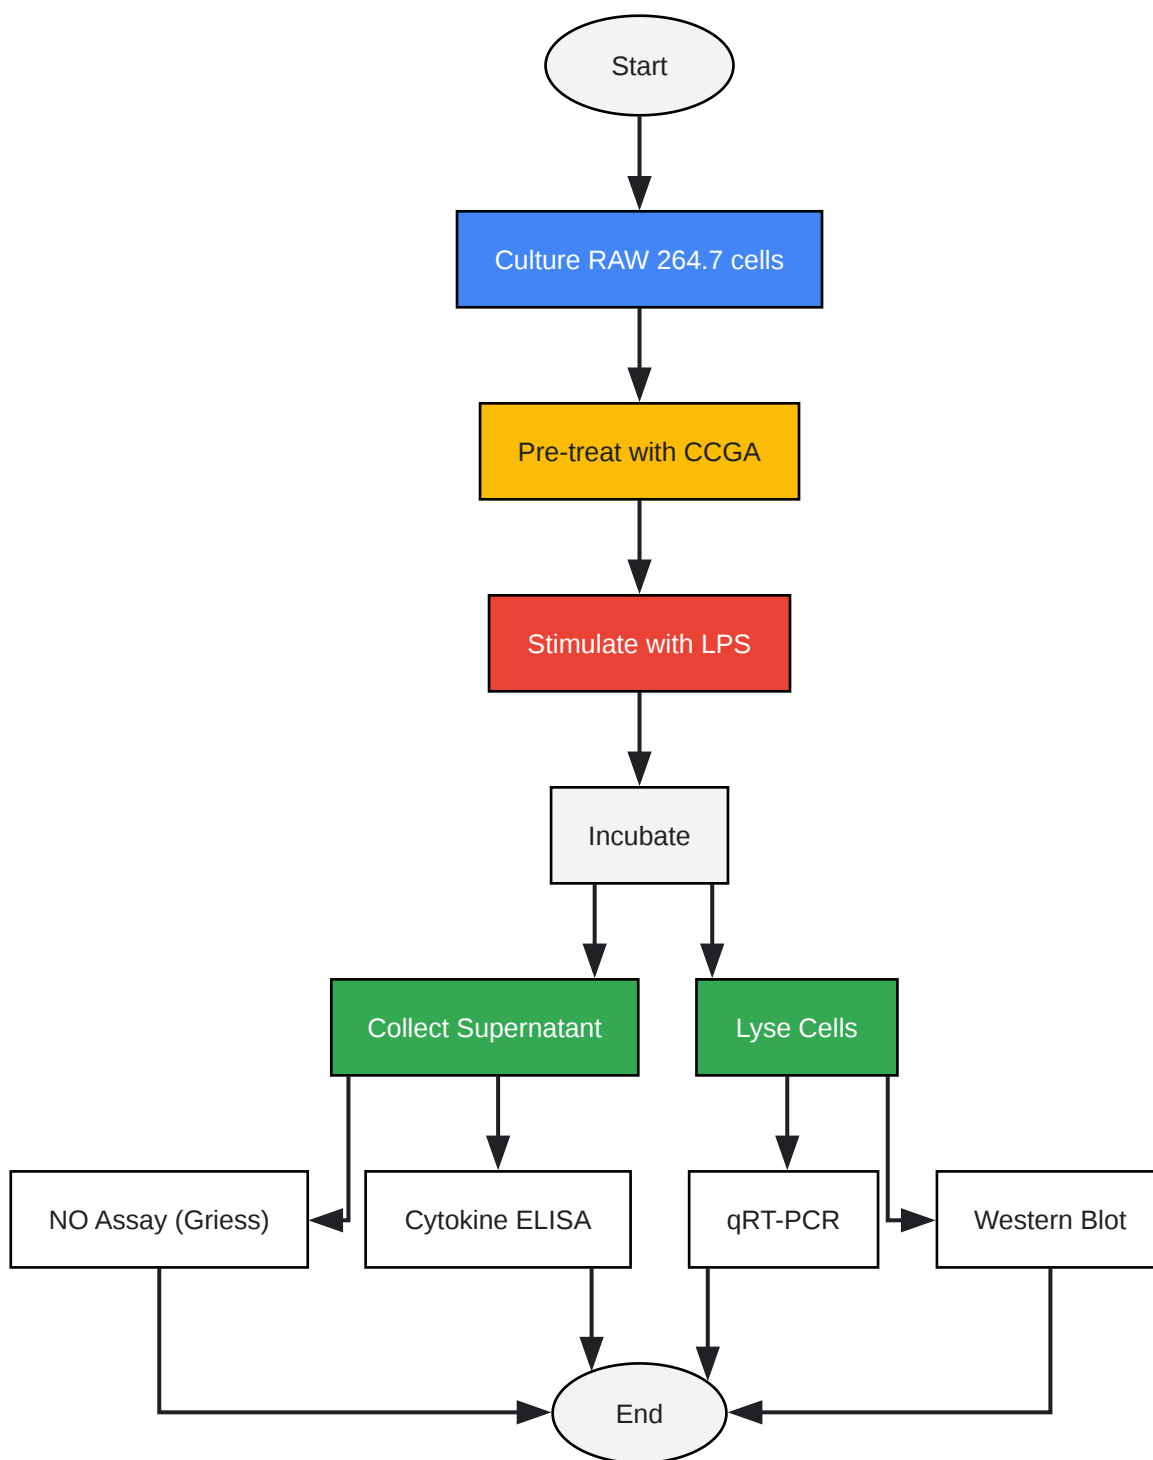 Start
Culture RAW 264.7 cells
Pre-treat with CCGA
Stimulate with LPS
Incubate
Collect Supernatant
Lyse Cells
NO Assay (Griess)
Cytokine ELISA
qRT-PCR
Western Blot
End